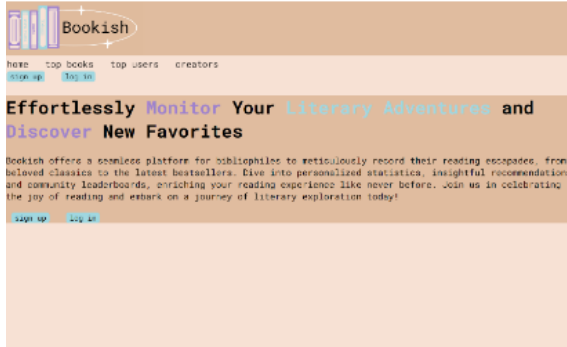 Bookish
home top books top users creators
sign up log in
Effortlessly Monitor Your Literary Adventures and
Discover New Favorites
Bookish offers a seamless platform for bibliophiles to meticulously record their reading escapades, from
beloved classics to the latest bestsellers. Dive into personalized statistics, insightful recommendation
and community leaderboards, enriching your reading experience like never before. Join us in celebrating
the joy of reading and embark on a journey of literary exploration today!
sign up log in